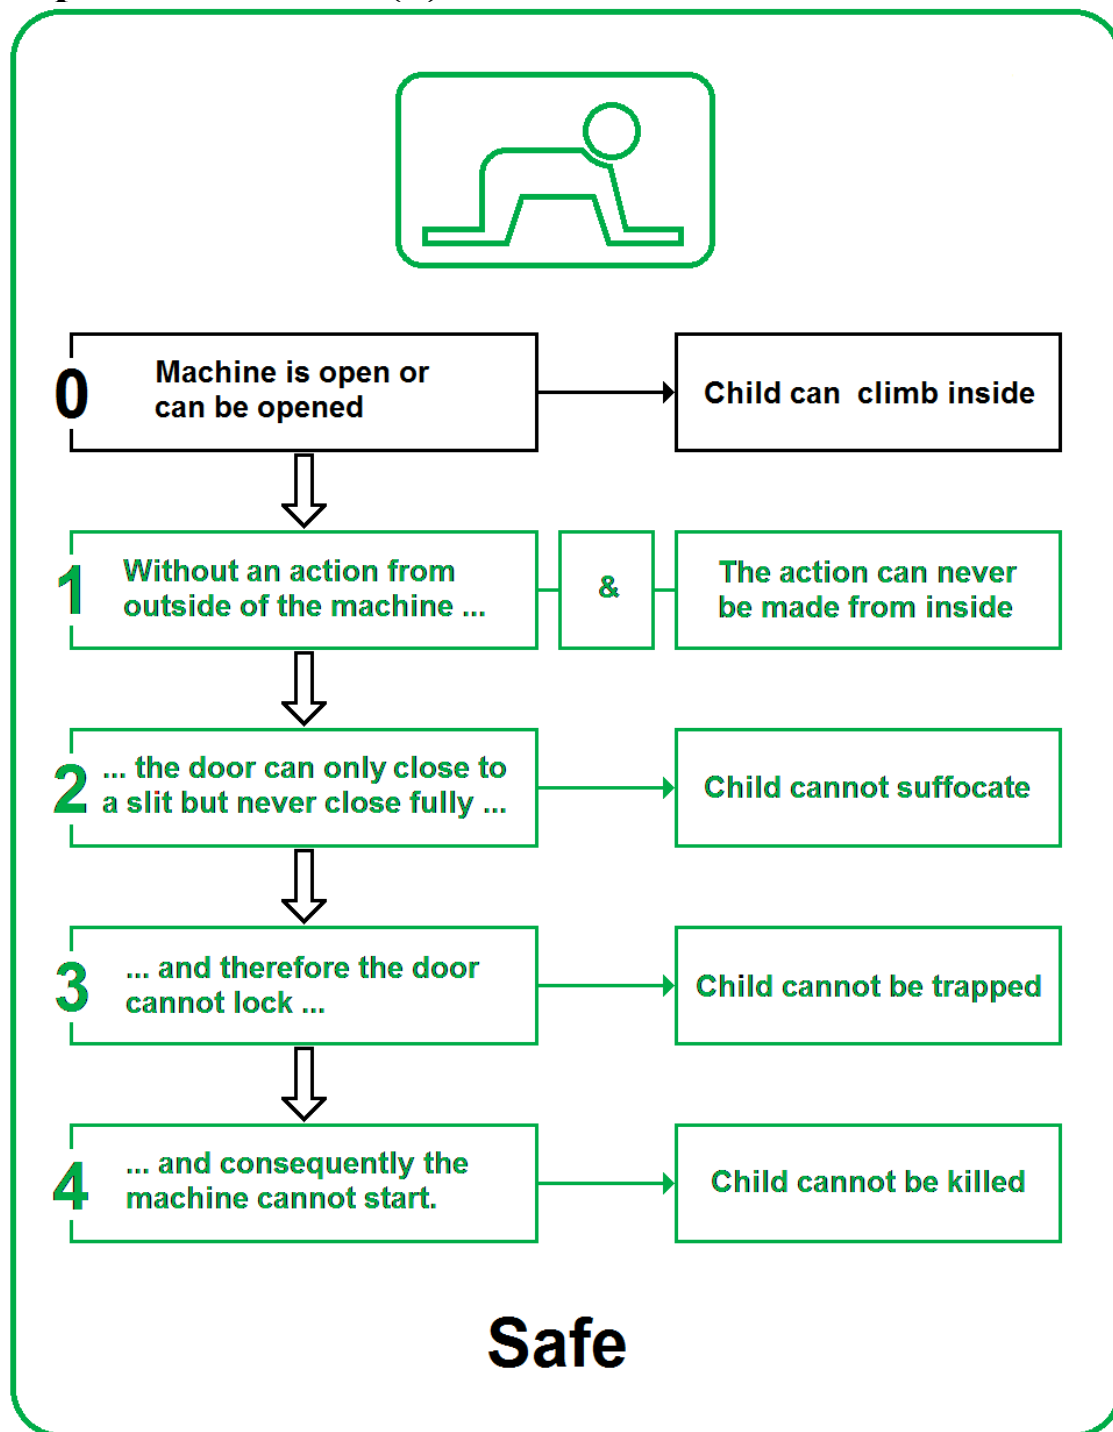 0
Machine is open or
can be opened
Child can climb inside
1
Without an action from
outside of the machine ...
&
The action can never
be made from inside
2
... the door can only close to
a slit but never close fully ...
Child cannot suffocate
3
... and therefore the door
cannot lock ...
Child cannot be trapped
4
... and consequently the
machine cannot start.
Child cannot be killed
Safe